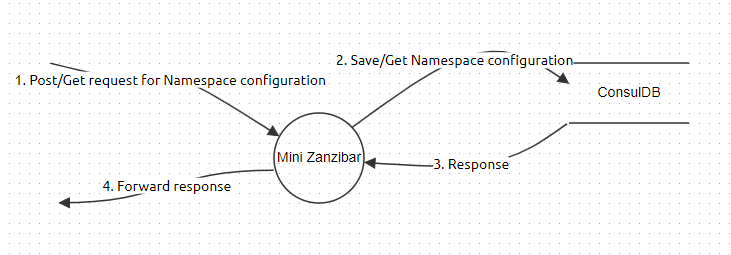 2. Save/Get Namespace configuration
1. Post/Get request for Namespace configuration
ConsulDB
Mini Zanzibar
3. Response
4. Forward response